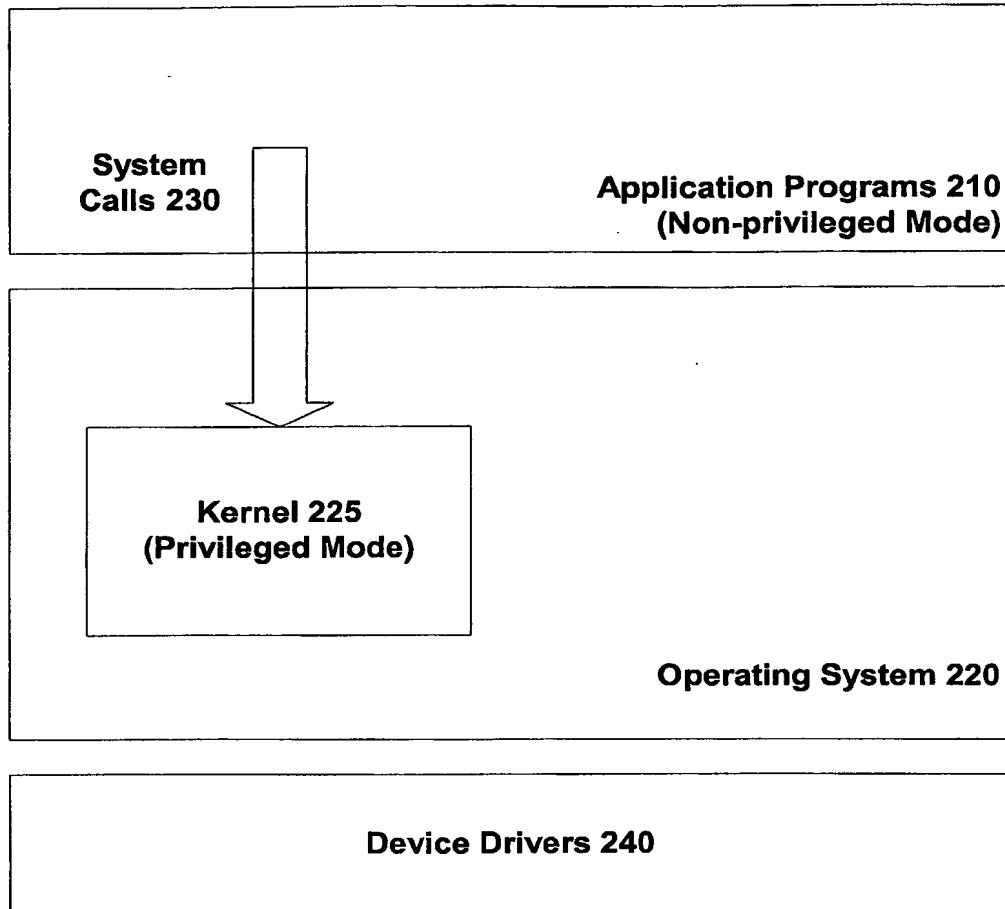 System
Calls 230
Application Programs 210
(Non-privileged Mode)
Kernel 225
(Privileged Mode)
Operating System 220
Device Drivers 240